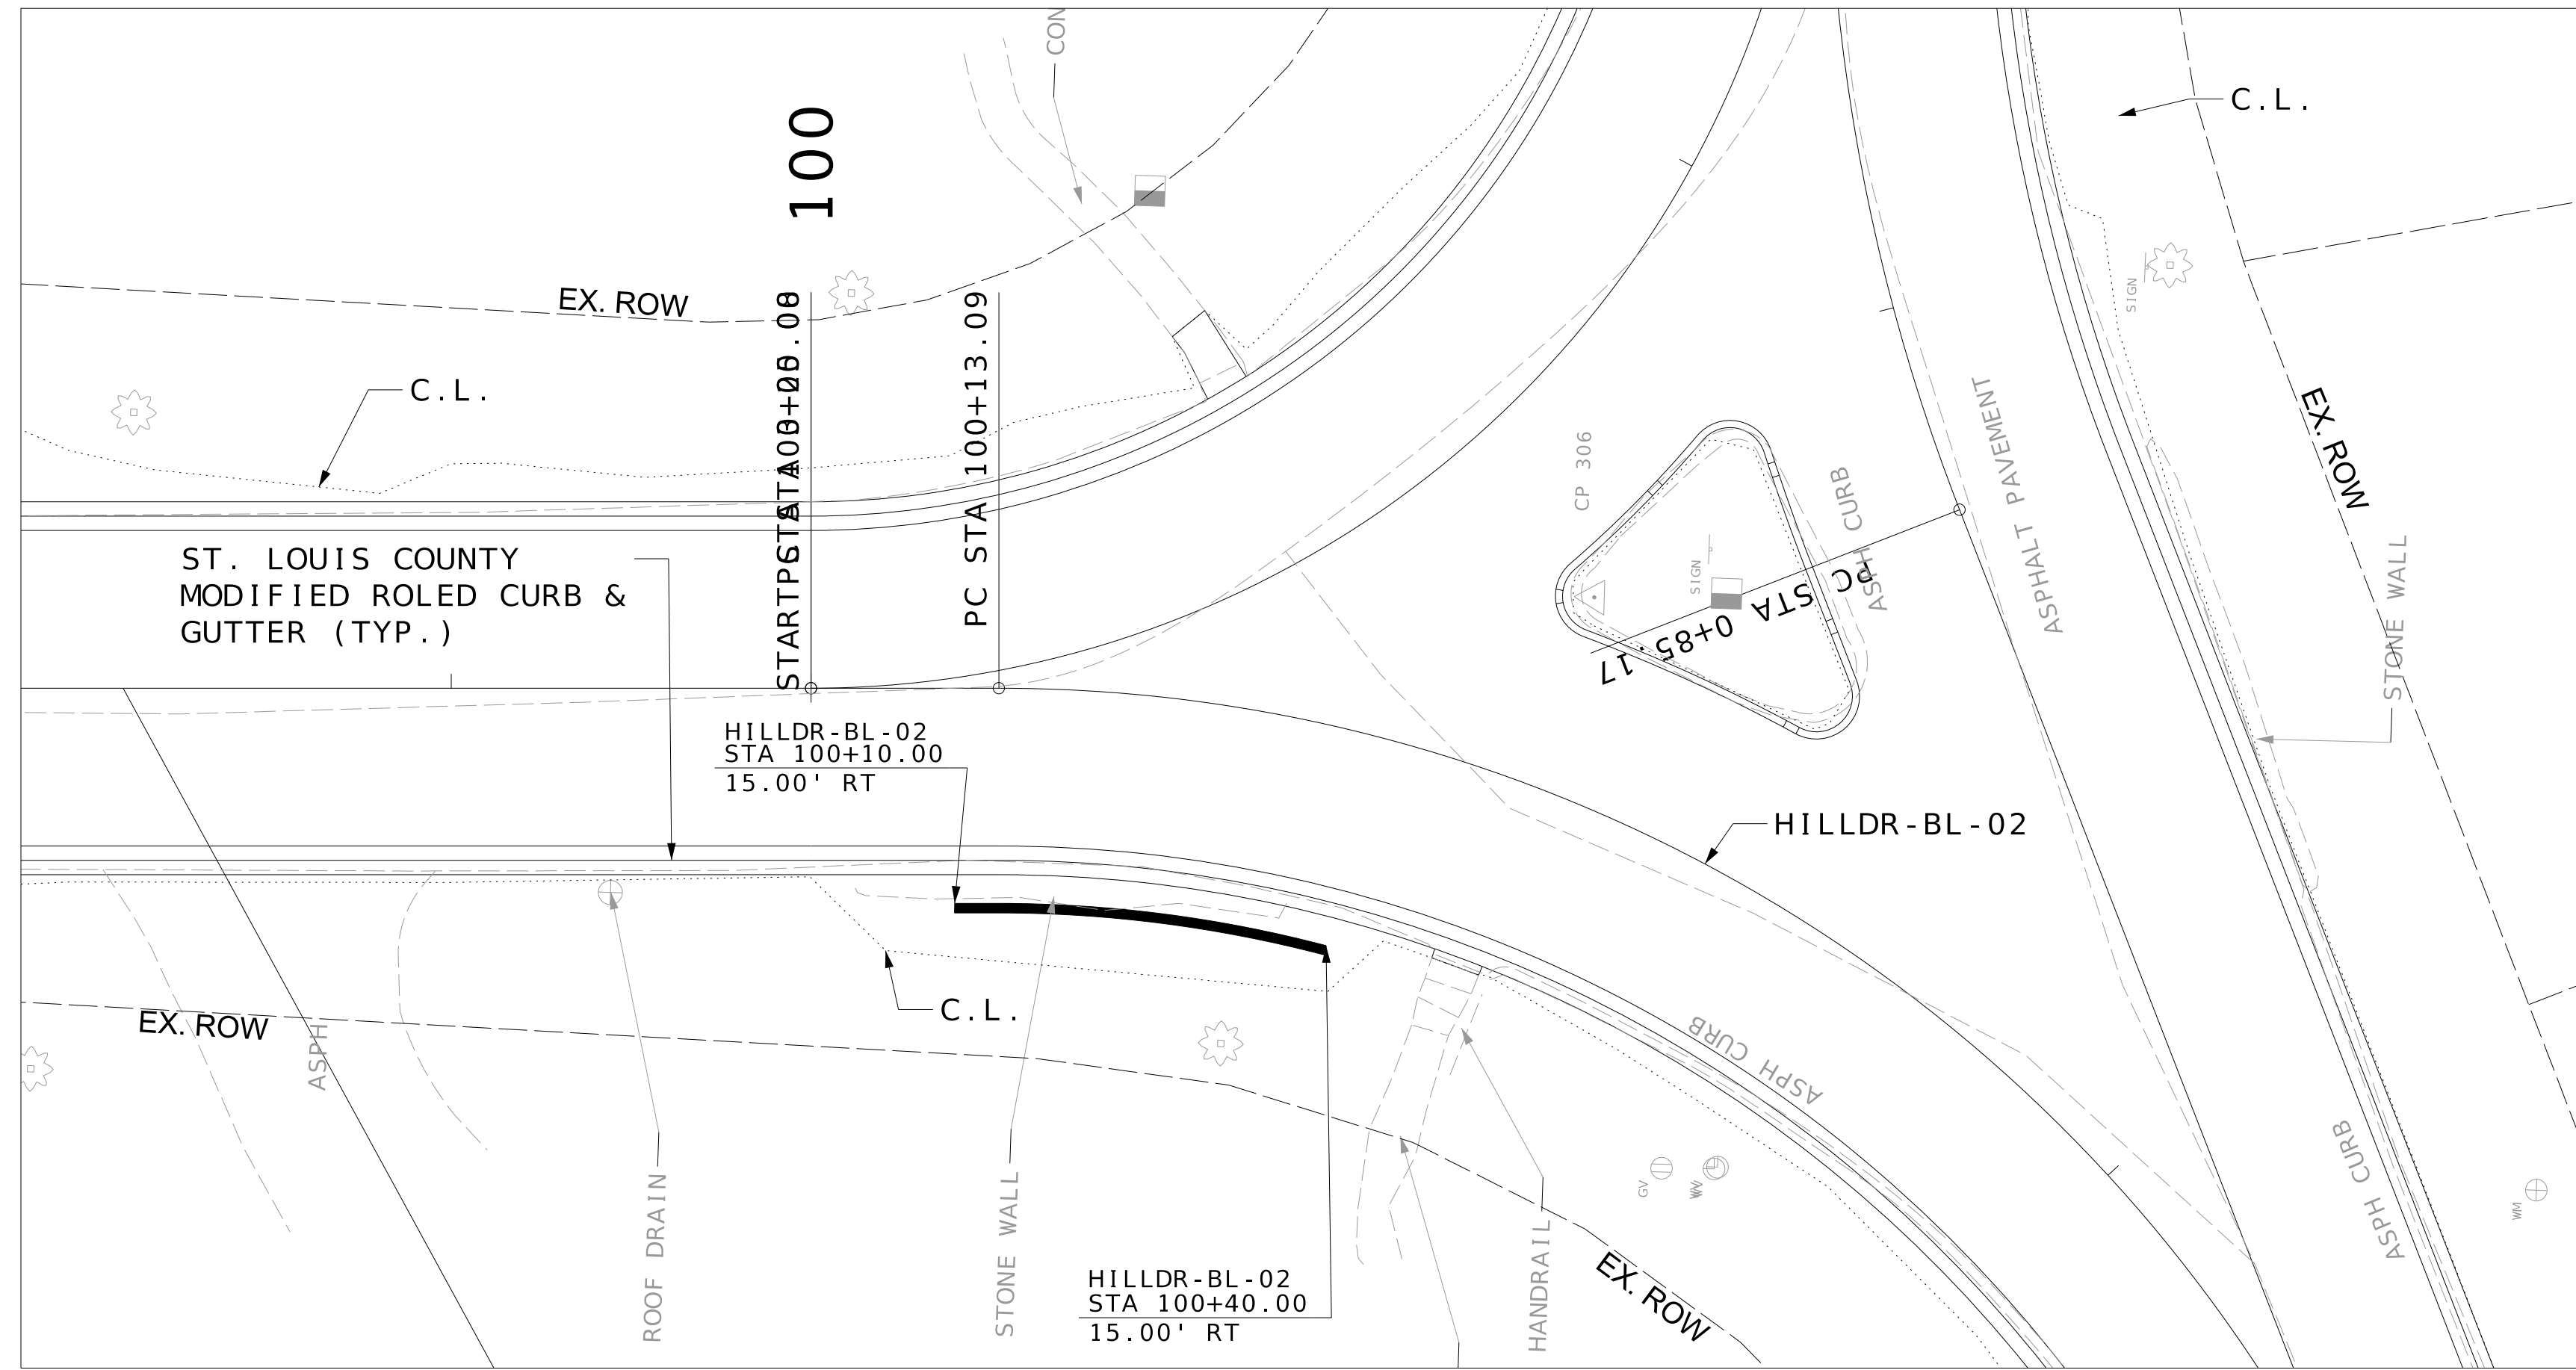 CON
C.L.
100
EX. ROW
C.L.
PC STA 100+13.09
SIGN
EX. ROW
ASPHALT PAVEMENT
CP 306
ASPH CURB
SIGN
PC STA 0+85.17
STONE WALL
ST. LOUIS COUNTY
MODIFIED ROLED CURB &
GUTTER (TYP.)
HILLDR-BL-02
STA 100+10.00
15.00' RT
HILLDR-BL-02
C.L.
EX. ROW
ASPH
ASPH CURB
ROOF DRAIN
STONE WALL
GV
HANDRAIL
ASPH CURB
WM
HILLDR-BL-02
STA 100+40.00
15.00' RT
EX. ROW